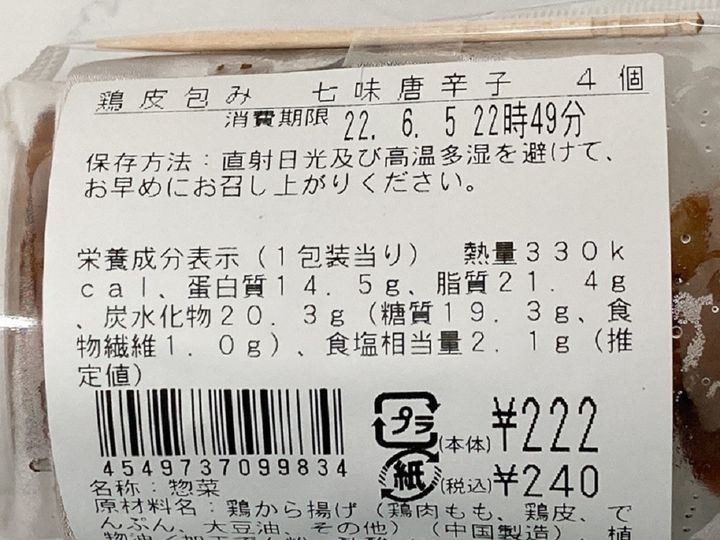 鶏皮包み 七味唐辛子 4個
消費期限 22. 6. 5 22時49分
保存方法:直射日光及び高温多湿を避けて、
お早めにお召し上がりください。
栄養成分表示(1包装当り) 熱量330k
cal、蛋白質14.5g、脂質21.4g
、炭水化物20.3g(糖質19.3g、食
物繊維1.0g)、食塩相当量2.1g(推
定値)
プラ
(本体) ¥222
4549737099834
紙
(税込) ¥240
名称:惣菜
原材料名:鶏から揚げ(鶏肉もも、鶏皮、で
んぷん、大豆油、その他)(中国製造)、植